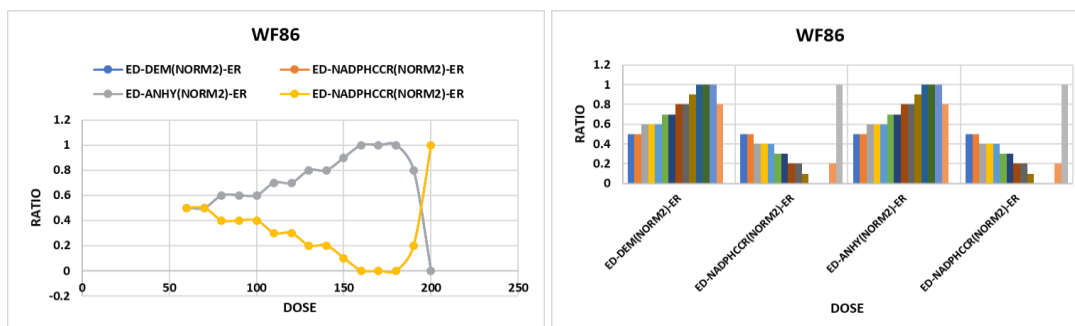 WF86
ED-DEM(NORM2)-ER
ED-NADPHCCR(NORM2)-ER
ED-ANHY(NORM2)-ER
ED-NADPHCCR(NORM2)-ER
RATIO
1.2
1
0.8
0.6
0.4
0.2
0
-0.2
0
50
100
150
200
250
DOSE
WF86
RATIO
1.2
1
0.8
0.6
0.4
0.2
0
ED-DEM(NORM2)-ER
ED-NADPHCCR(NORM2)-ER
ED-ANHY(NORM2)-ER
ED-NADPHCCR(NORM2)-ER
DOSE